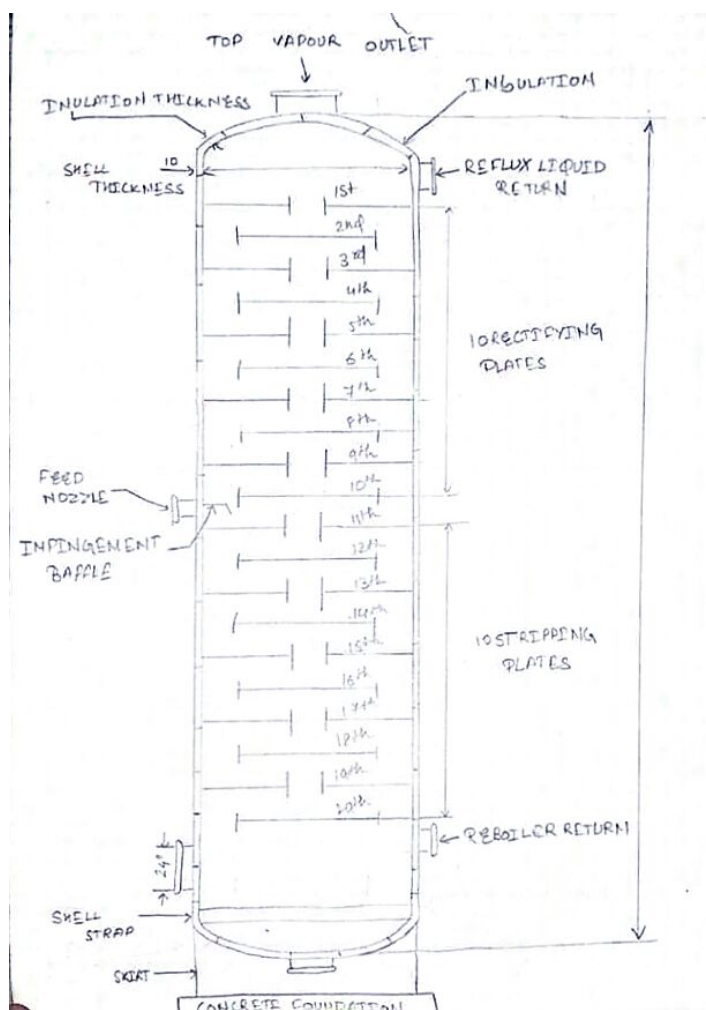 TOP VAPOUR OUTLET
INULATION THICKNESS
INSULATION
SHELL
THICKNESS
ID
REFLUX LIQUID
RETURN
1st
2nd
3rd
4th
5th
6th
7th
8th
9th
10th
11th
12th
13th
14th
15th
16th
17th
18th
19th
20th
10 RECTIFYING
PLATES
FEED
NOZZLE
IMPINGEMENT
BAFFLE
10 STRIPPING
PLATES
REBOILER RETURN
24"
SHELL
STRAP
SKIRT
CONCRETE FOUNDATION